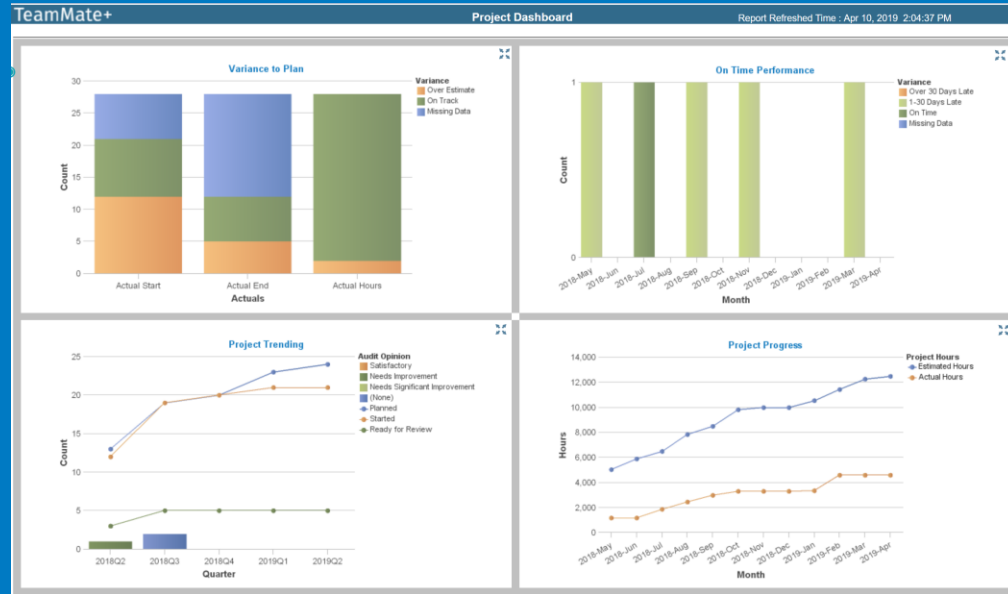 TeamMate+
Project Dashboard
Report Refreshed Time : Apr 10, 2019 2:04:37 PM
Variance to Plan
30
25
20
15
10
5
0
Count
Actual Start
Actual End
Actual Hours
Actuals
Variance
Over Estimate
On Track
Missing Data
On Time Performance
1
0
Count
2018-May
2018-Jun
2018-Jul
2018-Aug
2018-Sep
2018-Oct
2018-Nov
2018-Dec
2019-Jan
2019-Feb
2019-Mar
2019-Apr
Month
Variance
Over 30 Days Late
1-30 Days Late
On Time
Missing Data
Project Trending
25
20
15
10
5
0
Count
2018Q2
2018Q3
2018Q4
2019Q1
2019Q2
Quarter
Audit Opinion
Satisfactory
Needs Improvement
Needs Significant Improvement
(None)
Planned
Started
Ready for Review
Project Progress
14,000
12,000
10,000
8,000
6,000
4,000
2,000
0
Hours
2018-May
2018-Jun
2018-Jul
2018-Aug
2018-Sep
2018-Oct
2018-Nov
2018-Dec
2019-Jan
2019-Feb
2019-Mar
2019-Apr
Month
Project Hours
Estimated Hours
Actual Hours